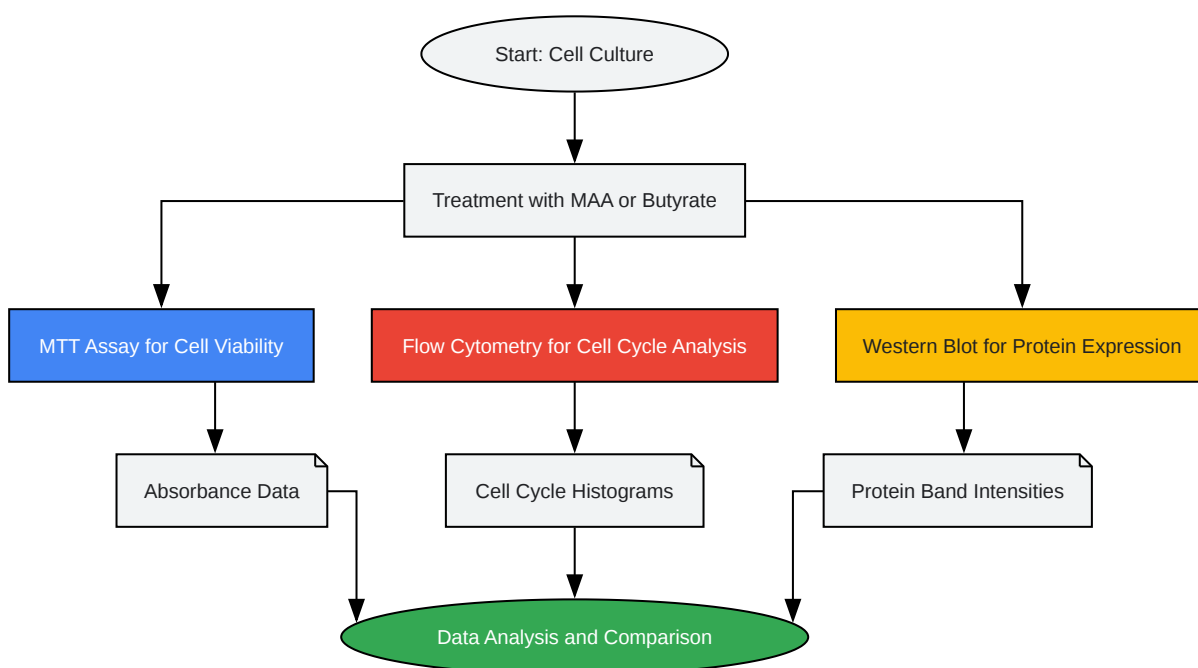 Start: Cell Culture
Treatment with MAA or Butyrate
MTT Assay for Cell Viability
Flow Cytometry for Cell Cycle Analysis
Western Blot for Protein Expression
Absorbance Data
Cell Cycle Histograms
Protein Band Intensities
Data Analysis and Comparison